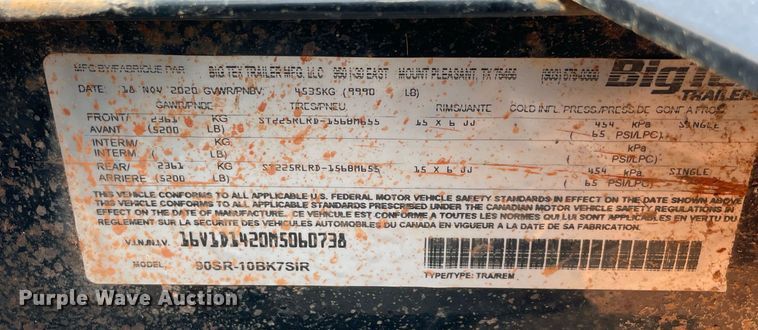 MFG BY/FABRIQUE PAR BIG TEX TRAILER MFG, LLC 950 I-30 EAST MOUNT PLEASANT, TX 75455 (903) 575-0300 BigTex
TRAILERS
DATE: 18 NOV 2020 GVWR/PNBV: 4535KG (9990 LB)
GAWR/PNBE TIRES/PNEU RIMS/JANTE COLD INFL. PRESS./PRESS DE GONF A FROID
FRONT/ 2361 KG ST225RLRD-1568M655 15 X 6 JJ 454 kPa SINGLE
AVANT (5200 LB) ( 65 PSI/LPC)
INTERM/ KG kPa
INTERM ( LB) ( PSI/LPC)
REAR/ 2361 KG ST225RLRD-1568M655 15 X 6 JJ 454 kPa SINGLE
ARRIERE (5200 LB) ( 65 PSI/LPC)
THIS VEHICLE CONFORMS TO ALL APPLICABLE U.S. FEDERAL MOTOR VEHICLE SAFETY STANDARDS IN EFFECT ON THE
THIS VEHICLE CONFORMS TO ALL APPLICABLE STANDARDS PRESCRIBED UNDER THE CANADIAN MOTOR VEHICLE SAFETY REGULATIONS IN
EFFECT ON THE DATE OF MANUFACTURE. CE VEHICULE EST CONFORME A TOUTES LES NORMES QUI LUI SONT APPLICABLES EN VERTU DU
REGLEMENT SUR LA SECURITE DES VEHICULES AUTOMOBILES DU CANADA EN VIGUEUR A LA DATE DE SA FABRICATION.
V.I.N./N.I.V. 16V1D1420M5060738
MODEL: 90SR-10BK7SIR
TYPE/TYPE: TRA/REM
Purple Wave Auction